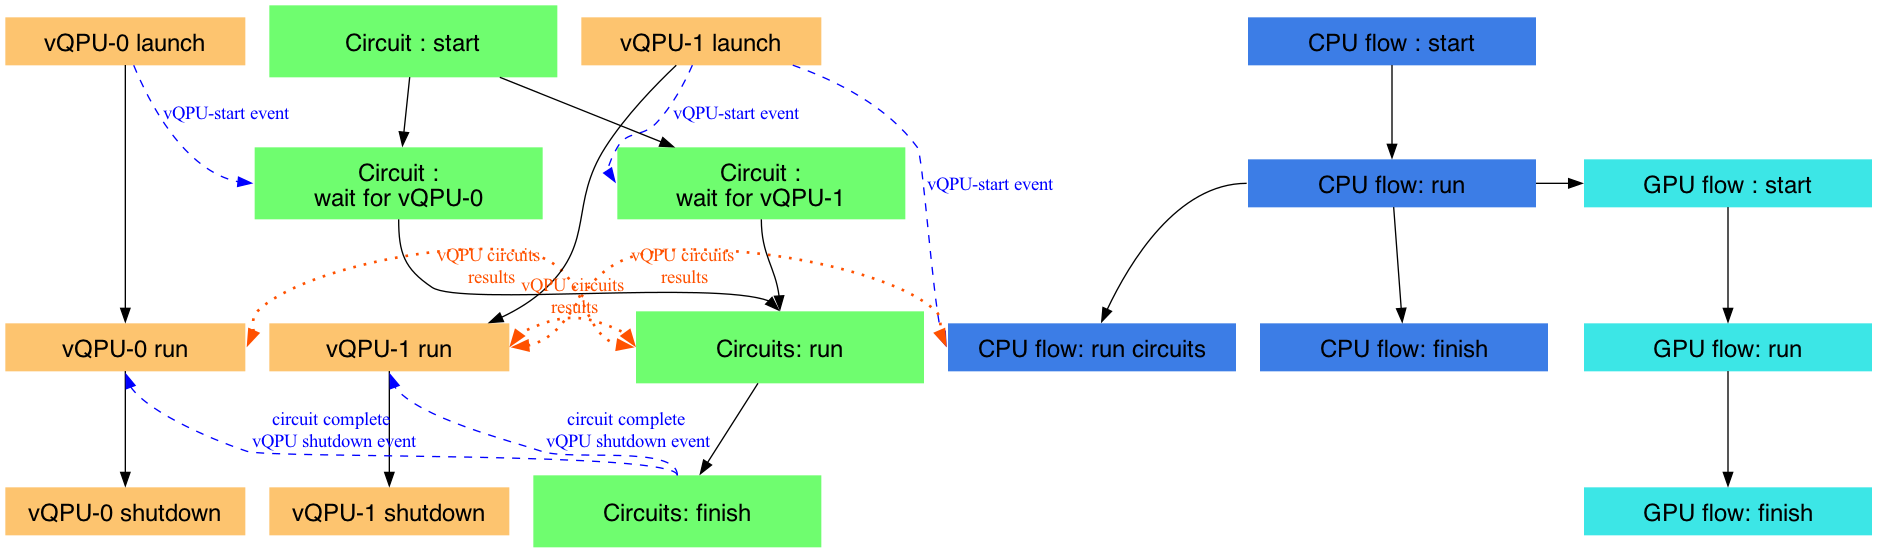 vQPU-0 launch
Circuit : start
vQPU-1 launch
CPU flow : start
vQPU-start event
vQPU-start event
Circuit :
wait for vQPU-0
Circuit :
wait for vQPU-1
vQPU-start event
CPU flow: run
GPU flow : start
vQPU circuits
results
vQPU circuits
results
vQPU circuits
results
vQPU-0 run
vQPU-1 run
Circuits: run
CPU flow: run circuits
CPU flow: finish
GPU flow: run
circuit complete
vQPU shutdown event
circuit complete
vQPU shutdown event
vQPU-0 shutdown
vQPU-1 shutdown
Circuits: finish
GPU flow: finish